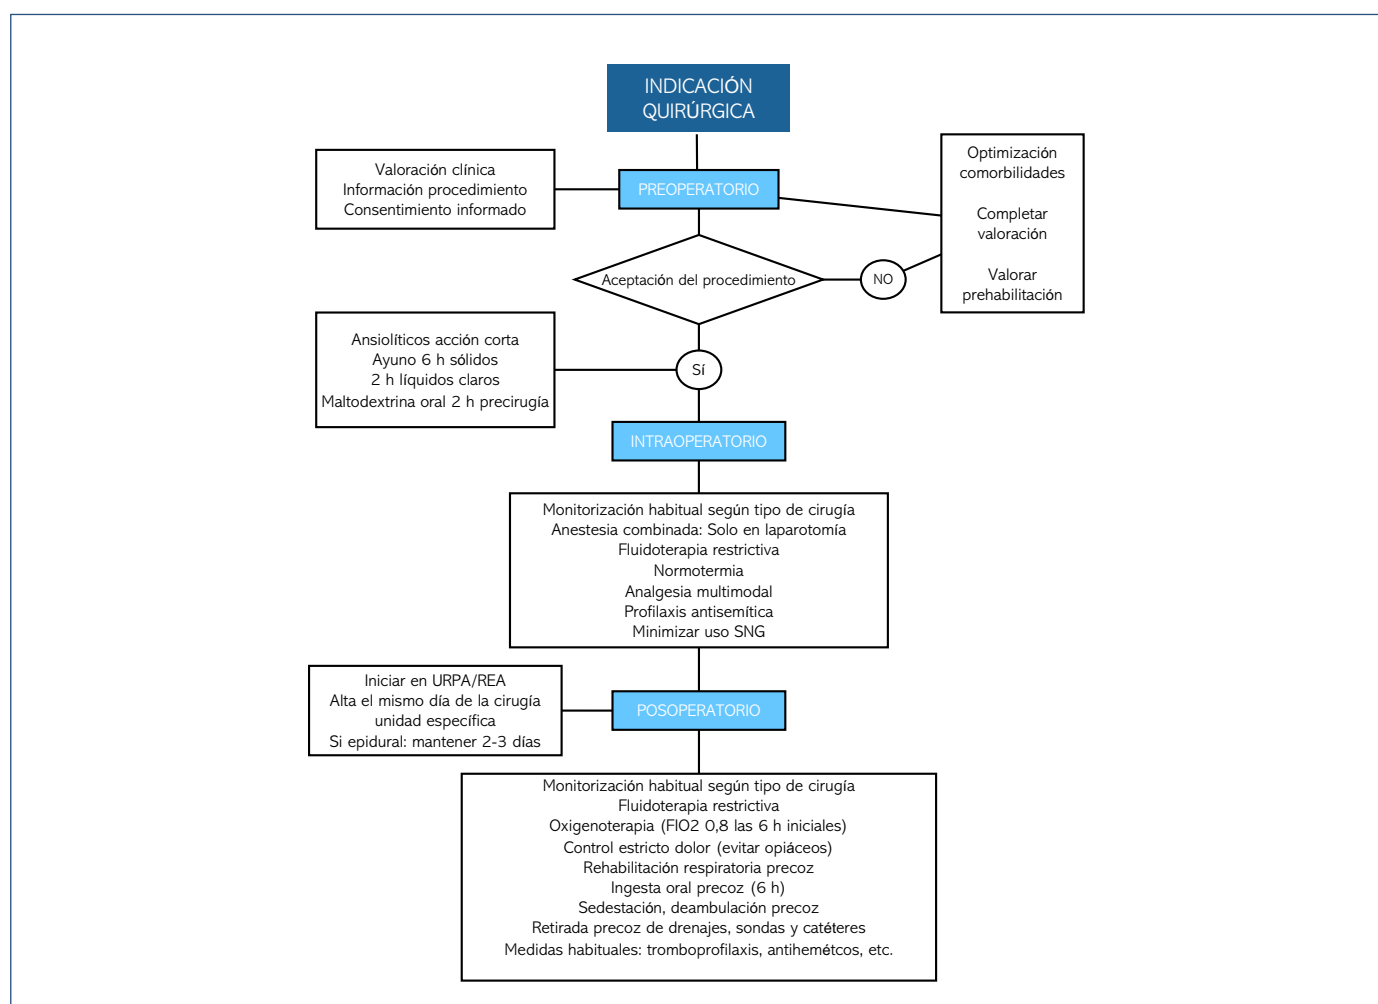 INDICACIÓN
QUIRÚRGICA
Valoración clínica
Información procedimiento
Consentimiento informado
PREOPERATORIO
Optimización
comorbilidades
Completar
valoración
Valorar
prehabilitación
Aceptación del procedimiento
NO
Ansiolíticos acción corta
Ayuno 6 h sólidos
2 h líquidos claros
Maltodextrina oral 2 h precirugía
Sí
INTRAOPERATORIO
Monitorización habitual según tipo de cirugía
Anestesia combinada: Solo en laparotomía
Fluidoterapia restrictiva
Normotermia
Analgesia multimodal
Profilaxis antisemítica
Minimizar uso SNG
Iniciar en URPA/REA
Alta el mismo día de la cirugía
unidad específica
Si epidural: mantener 2-3 días
POSOPERATORIO
Monitorización habitual según tipo de cirugía
Fluidoterapia restrictiva
Oxigenoterapia (FIO2 0,8 las 6 h iniciales)
Control estricto dolor (evitar opiáceos)
Rehabilitación respiratoria precoz
Ingesta oral precoz (6 h)
Sedestación, deambulación precoz
Retirada precoz de drenajes, sondas y catéteres
Medidas habituales: tromboprofilaxis, antihemétcos, etc.